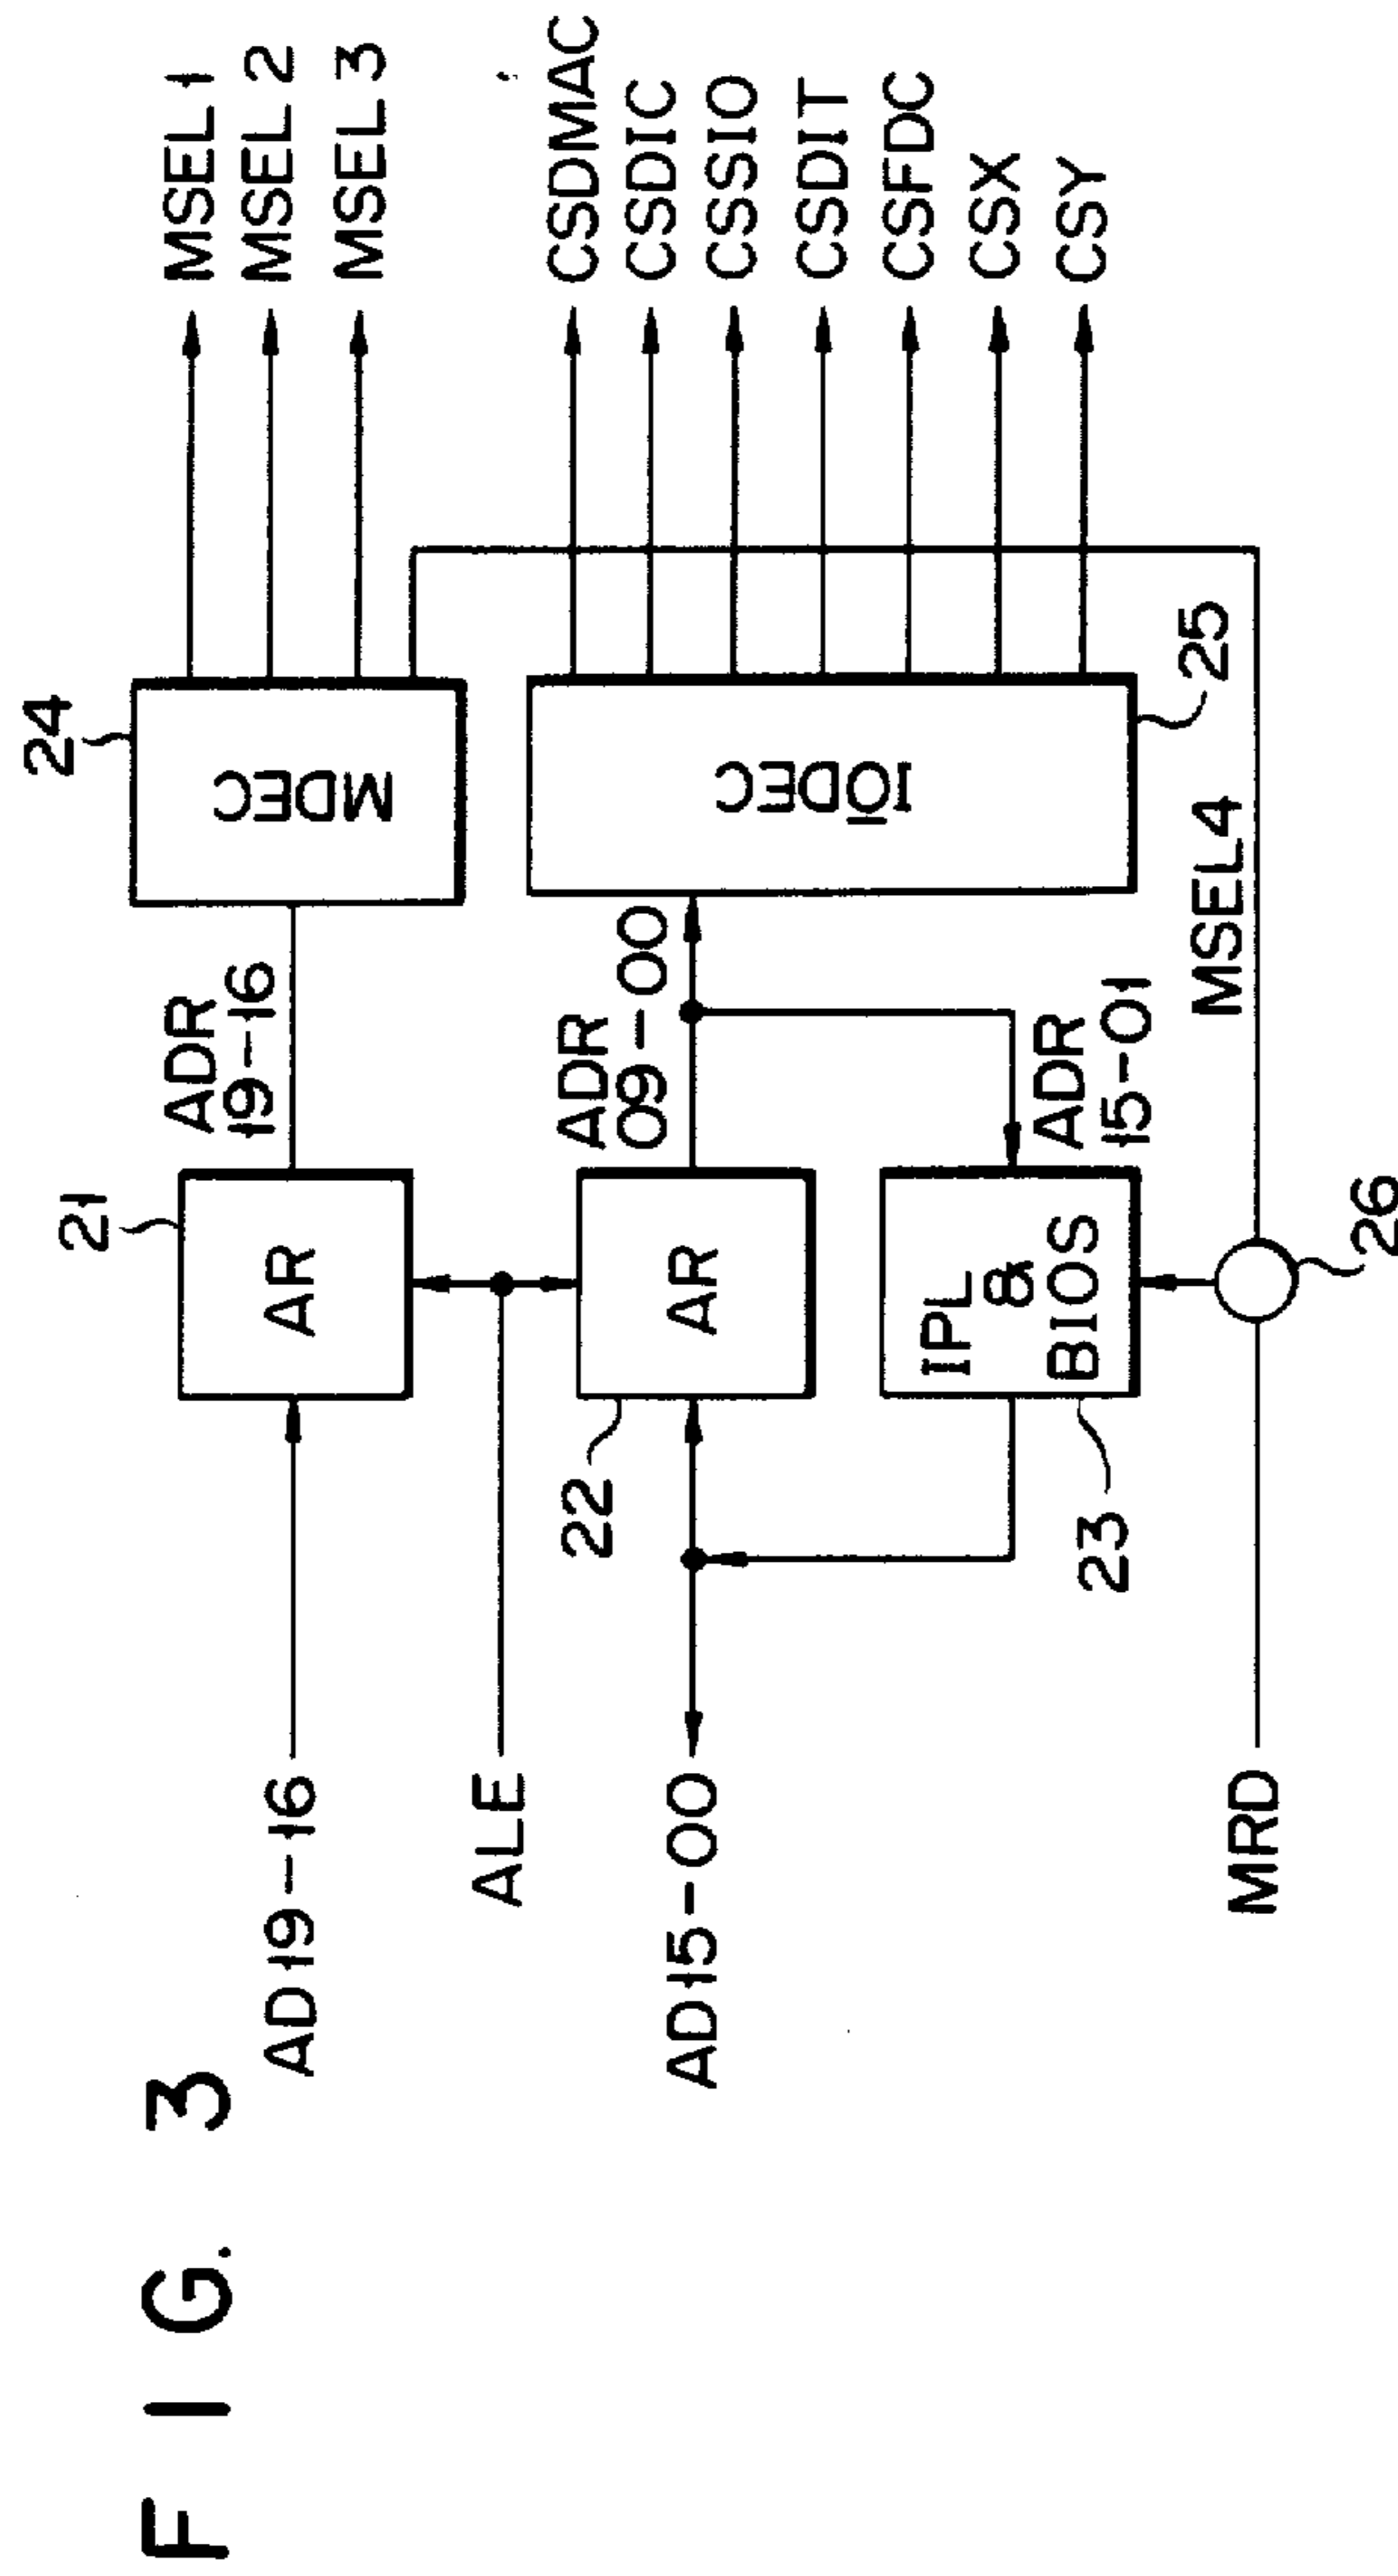 FIG. 3
AD19-16
ALE
AD15-00
MRD
21
AR
22
AR
23
IPL
&
BIOS
26
ADR
19-16
ADR
09-00
ADR
15-01
MSEL4
24
MDEC
25
IODEC
MSEL1
MSEL2
MSEL3
CSDMAC
CSDIC
CSSIO
CSDIT
CSFDC
CSX
CSY